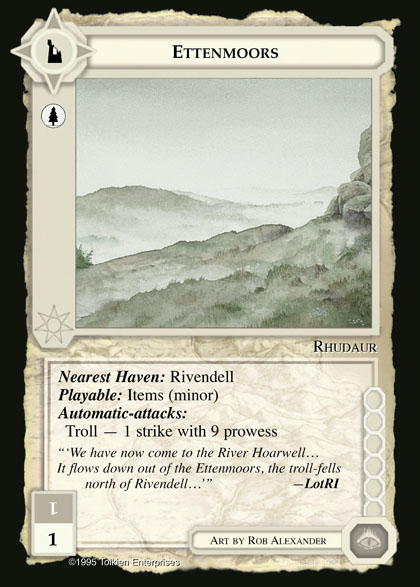 ETTENMOORS
RHUDAUR
Nearest Haven: Rivendell
Playable: Items (minor)
Automatic-attacks:
Troll — 1 strike with 9 prowess
“‘We have now come to the River Hoarwell…
It flows down out of the Ettenmoors, the troll-fells
north of Rivendell…’” —LotRI
1
1
ART BY ROB ALEXANDER
©1995 Tolkien Enterprises